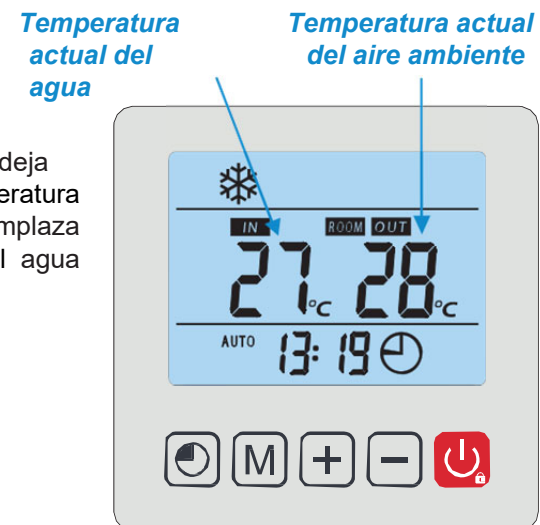 Temperatura
actual del
agua
Temperatura actual
del aire ambiente
deja
mplaza
agua
IN
ROOM OUT
27 °C
28 °C
AUTO 13:19
M
+
−